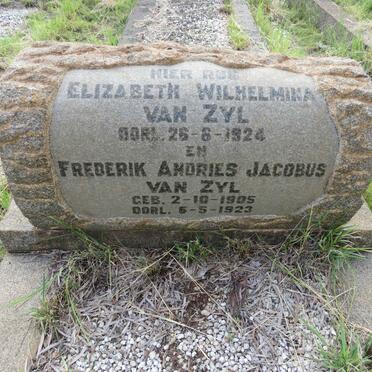 HIER RUS
ELIZABETH WILHELMINA
VAN ZYL
OORL. 26-6-1924
EN
FREDERIK ANDRIES JACOBUS
VAN ZYL
GEB. 2-10-1905
OORL. 5-5-1923